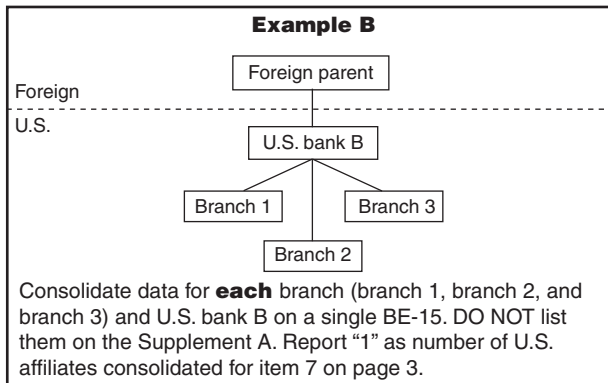 Example B
Foreign parent
Foreign
U.S.
U.S. bank B
Branch 1
Branch 3
Branch 2
Consolidate data for each branch (branch 1, branch 2, and
branch 3) and U.S. bank B on a single BE-15. DO NOT list
them on the Supplement A. Report “1” as number of U.S.
affiliates consolidated for item 7 on page 3.